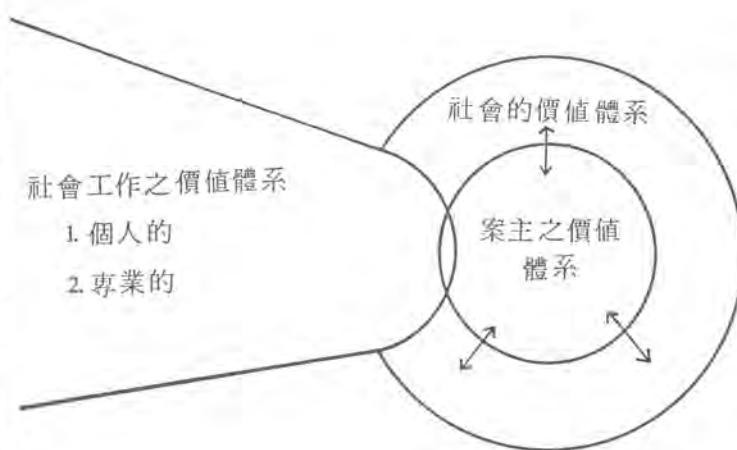 社會工作之價值體系
1. 個人的
2. 專業的
社會的價值體系
案主之價值
體系